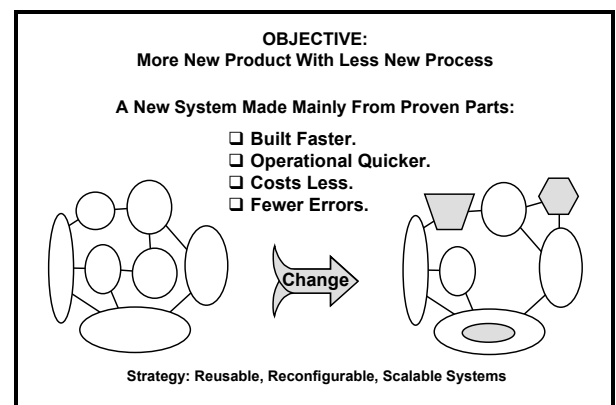 OBJECTIVE:
More New Product With Less New Process
A New System Made Mainly From Proven Parts:
❑ Built Faster.
❑ Operational Quicker.
❑ Costs Less.
❑ Fewer Errors.
Change
Strategy: Reusable, Reconfigurable, Scalable Systems